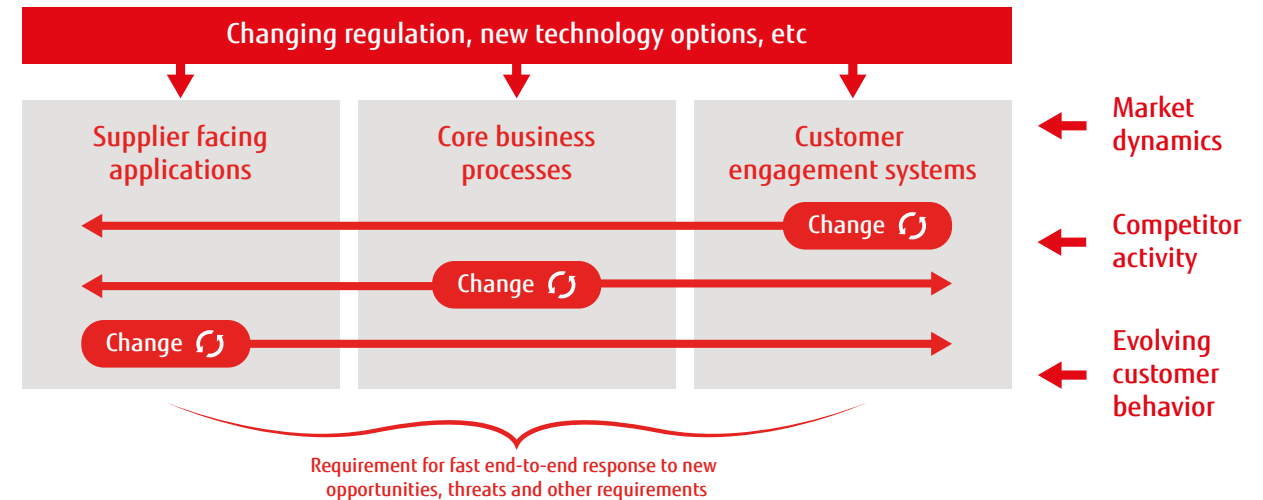 Changing regulation, new technology options, etc
Supplier facing
applications
Core business
processes
Customer
engagement systems
Change
Change
Change
Market
dynamics
Competitor
activity
Evolving
customer
behavior
Requirement for fast end-to-end response to new
opportunities, threats and other requirements